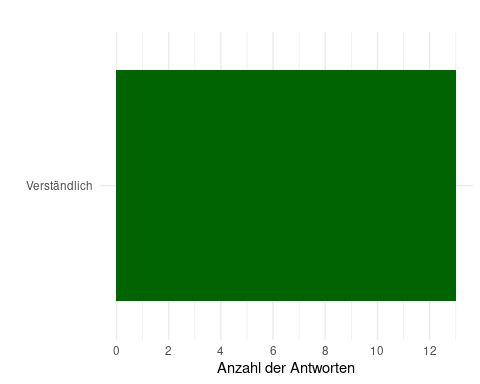 Verständlich
0 2 4 6 8 10 12
Anzahl der Antworten